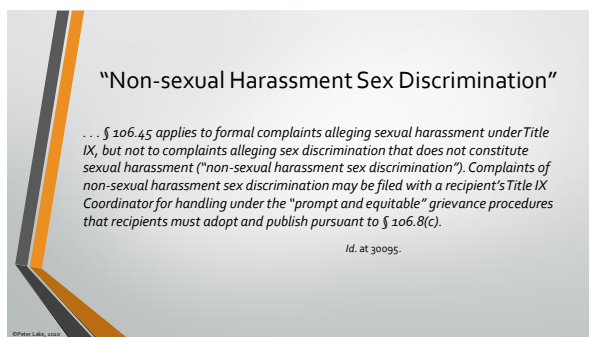 “Non-sexual Harassment Sex Discrimination”
. . . § 106.45 applies to formal complaints alleging sexual harassment under Title
IX, but not to complaints alleging sex discrimination that does not constitute
sexual harassment (“non-sexual harassment sex discrimination”). Complaints of
non-sexual harassment sex discrimination may be filed with a recipient’s Title IX
Coordinator for handling under the “prompt and equitable” grievance procedures
that recipients must adopt and publish pursuant to § 106.8(c).
Id. at 30095.
©Peter Lake, 2020